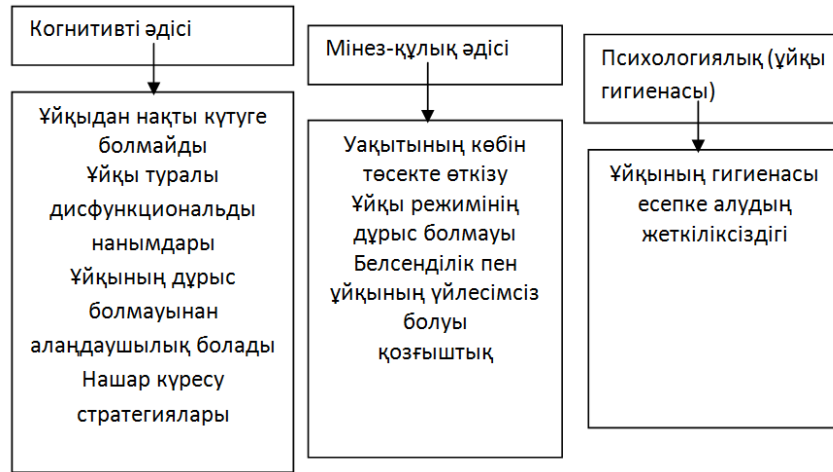 Когнитивті әдісі
Ұйқыдан нақты күтуге
болмайды
Ұйқы туралы
дисфункциональды
нанымдары
Ұйқының дұрыс
болмауынан
алаңдаушылық болады
Нашар күресу
стратегиялары
Мінез-құлық әдісі
Уақытының көбін
төсекте өткізу
Ұйқы режимінің
дұрыс болмауы
Белсенділік пен
ұйқының үйлесімсіз
болуы
қозғыштық
Психологиялық (ұйқы
гигиенасы)
Ұйқының гигиенасы
есепке алудың
жеткіліксіздігі